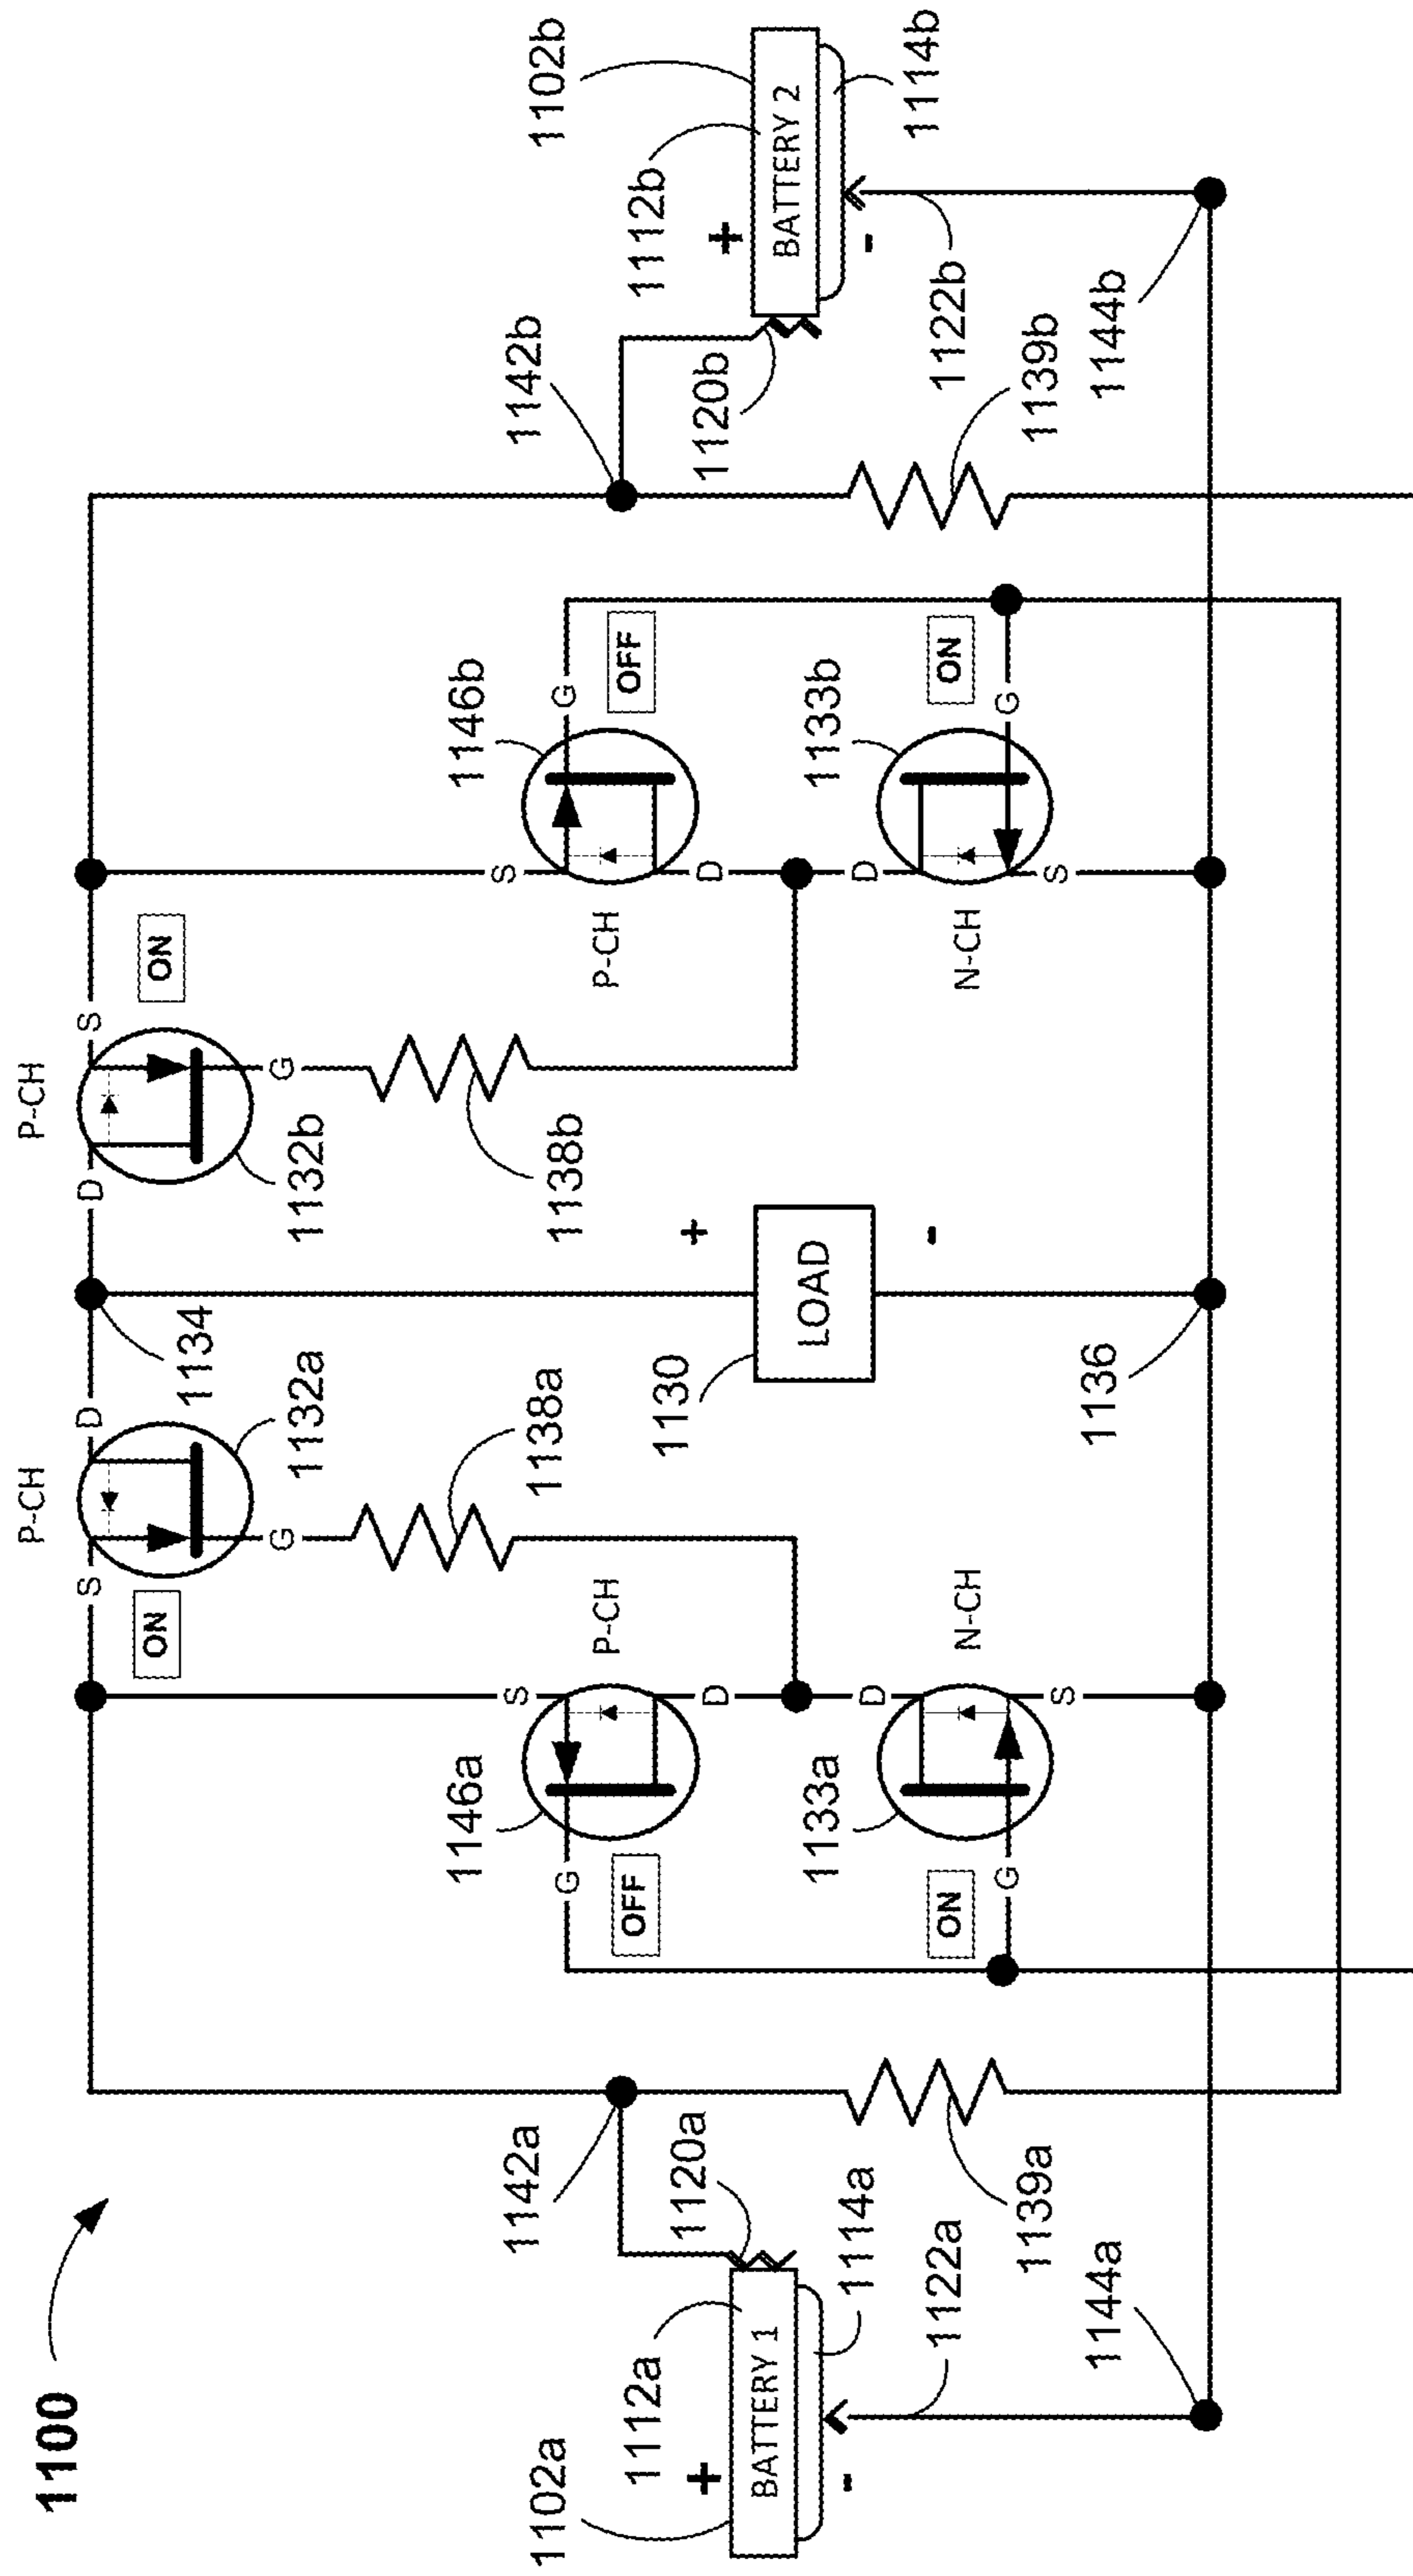 1100
P-CH
P-CH
S
D
1134
D
S
ON
1132a
1132b
ON
G
G
1138a
1138b
1142a
1142b
1102a
1112a
+
BATTERY 1
-
1120a
1114a
1122a
1139a
1144a
1146a
S
P-CH
G
OFF
D
1133a
D
N-CH
G
ON
S
1130
+
LOAD
-
1136
1146b
S
P-CH
G
OFF
D
1133b
D
N-CH
G
ON
S
1102b
1112b
+
BATTERY 2
-
1120b
1114b
1122b
1139b
1144b